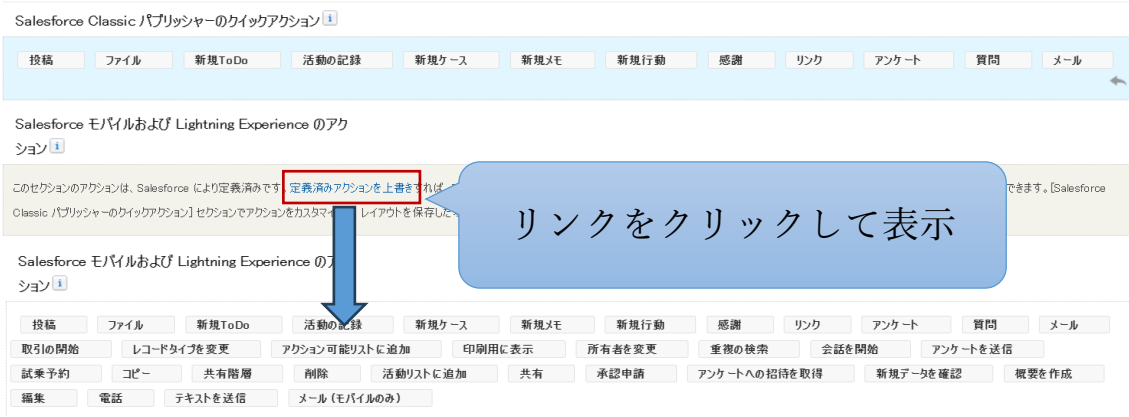 Salesforce Classic パブリッシャーのクイックアクション i
投稿 ファイル 新規ToDo 活動の記録 新規ケース 新規メモ 新規行動 感謝 リンク アンケート 質問 メール
Salesforce モバイルおよび Lightning Experience のアク
ション i
このセクションのアクションは、Salesforce により定義済みです。定義済みアクションを上書きすれば、 できます。[Salesforce
Classic パブリッシャーのクイックアクション] セクションでアクションをカスタマイ レイアウトを保存した
リンクをクリックして表示
Salesforce モバイルおよび Lightning Experience のア
ション i
投稿 ファイル 新規ToDo 活動の記録 新規ケース 新規メモ 新規行動 感謝 リンク アンケート 質問 メール
取引の開始 レコードタイプを変更 アクション可能リストに追加 印刷用に表示 所有者を変更 重複の検索 会話を開始 アンケートを送信
試乗予約 コピー 共有階層 削除 活動リストに追加 共有 承認申請 アンケートへの招待を取得 新規データを確認 概要を作成
編集 電話 テキストを送信 メール (モバイルのみ)